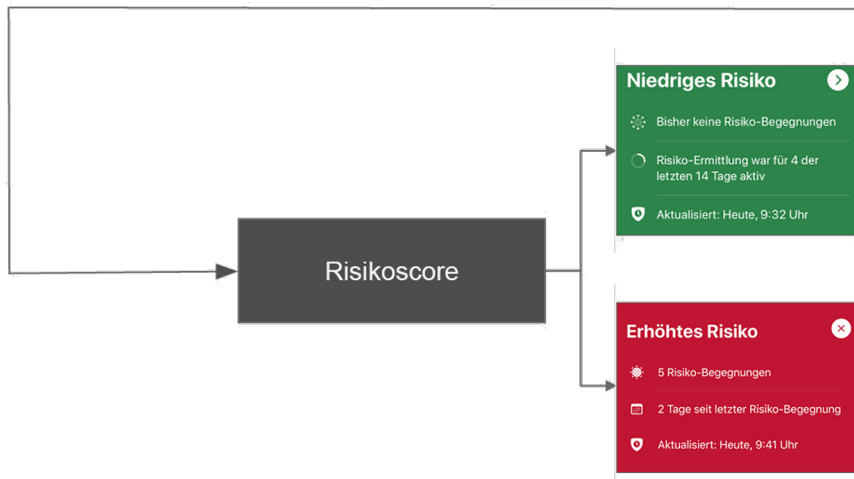 Niedriges Risiko
Bisher keine Risiko-Begegnungen
Risiko-Ermittlung war für 4 der
letzten 14 Tage aktiv
Aktualisiert: Heute, 9:32 Uhr
Risikoscore
Erhöhtes Risiko
5 Risiko-Begegnungen
2 Tage seit letzter Risiko-Begegnung
Aktualisiert: Heute, 9:41 Uhr